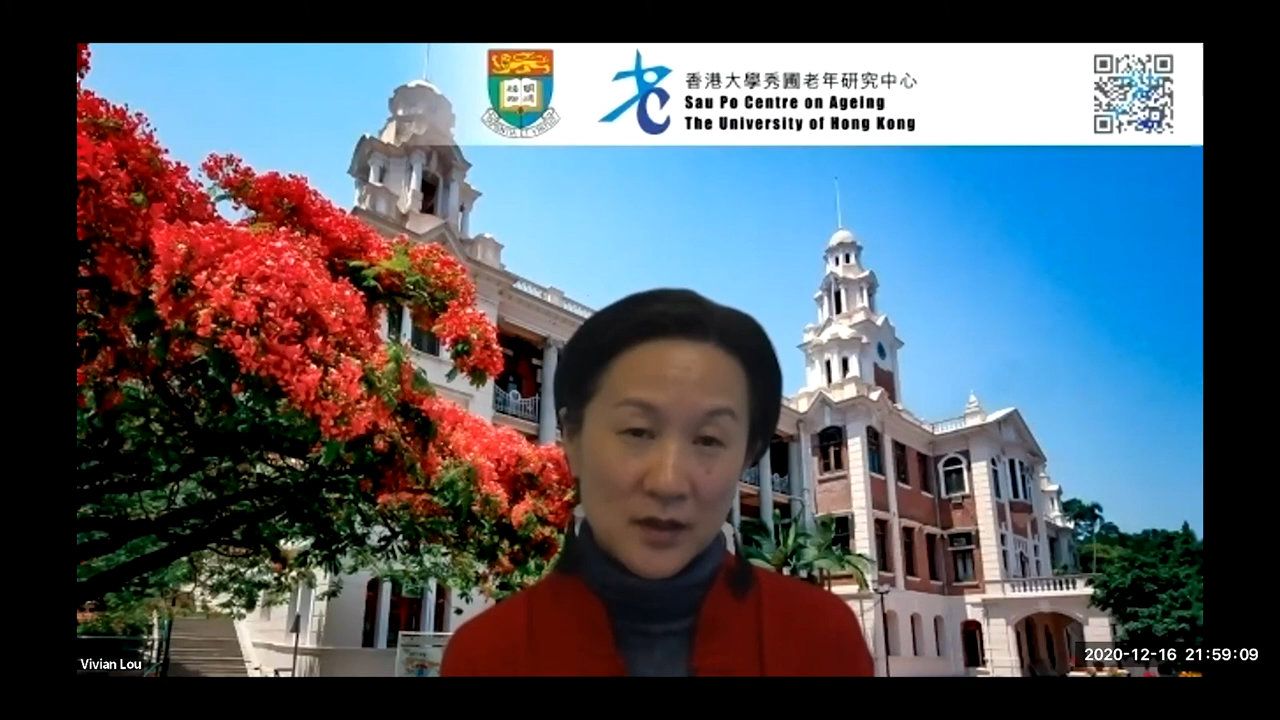 香港大學秀圃老年研究中心
Sau Po Centre on Ageing
The University of Hong Kong
Vivian Lou
2020-12-16 21:59:09